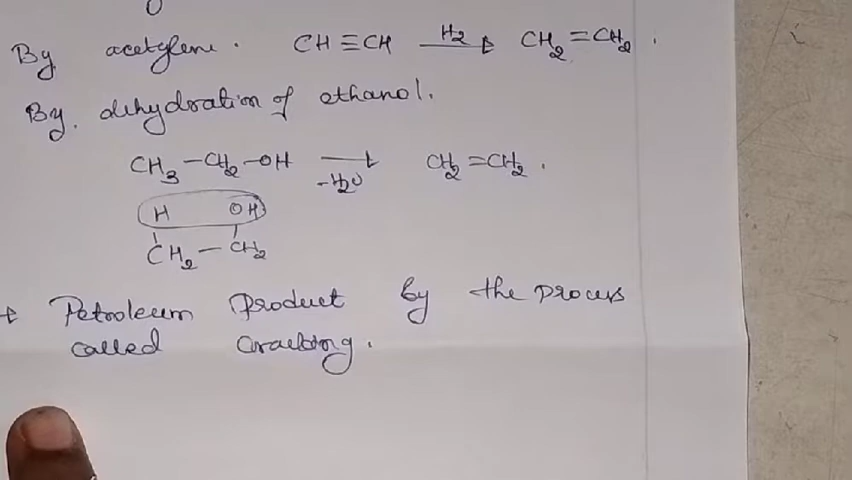 By acetylene. CH≡CH —H2→ CH2=CH2.
By. dehydration of ethanol.
CH3-CH2-OH —-H2O→ CH2=CH2.
H OH
CH2-CH2
+ Petroleum Product by the process
called cracking.